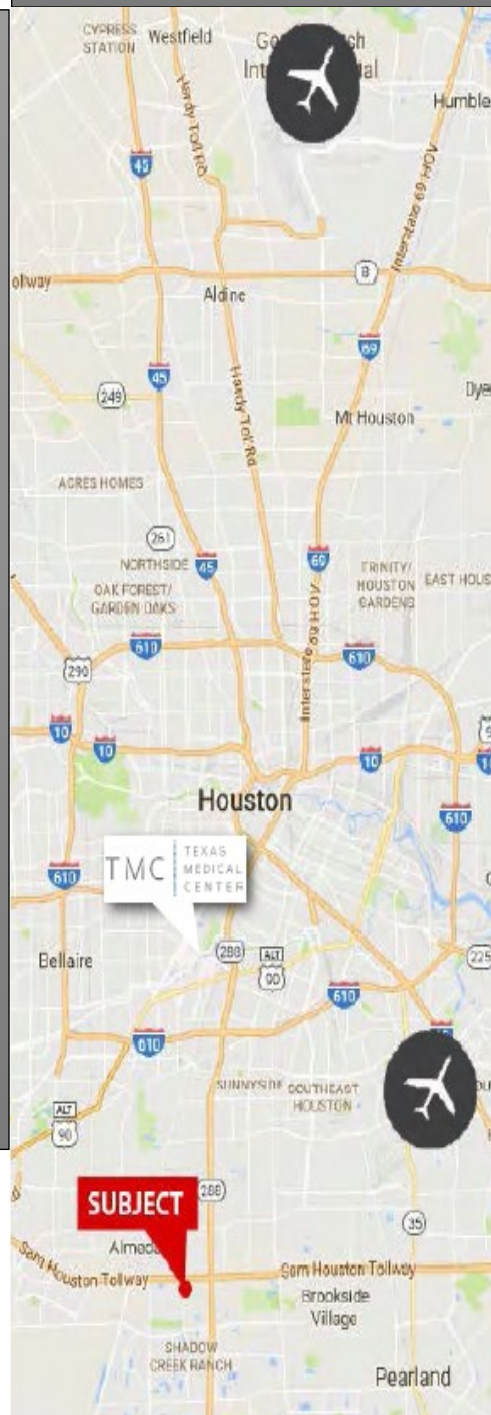 CYPRESS
STATION
Westfield
Humble
Hardy Toll Rd
45
Interstate 69 HOV
8
ollway
Aldine
69
45
249
Hardy Toll Rd
Dye
Mt Houston
ACRES HOMES
261
NORTHSIDE
45
69
TRINITY/
HOUSTON
GARDENS
EAST HOUS
OAK FOREST/
GARDEN OAKS
Interstate 69 HOV
610
610
290
10
10
10
Houston
610
TMC
TEXAS
MEDICAL
CENTER
610
Bellaire
288
ALT
90
225
610
610
SUNNYSIDE
SOUTHEAST
HOUSTON
ALT
90
288
SUBJECT
35
Sam Houston Tollway
Sam Houston Tollway
Brookside
Village
SHADOW
CREEK RANCH
Pearland